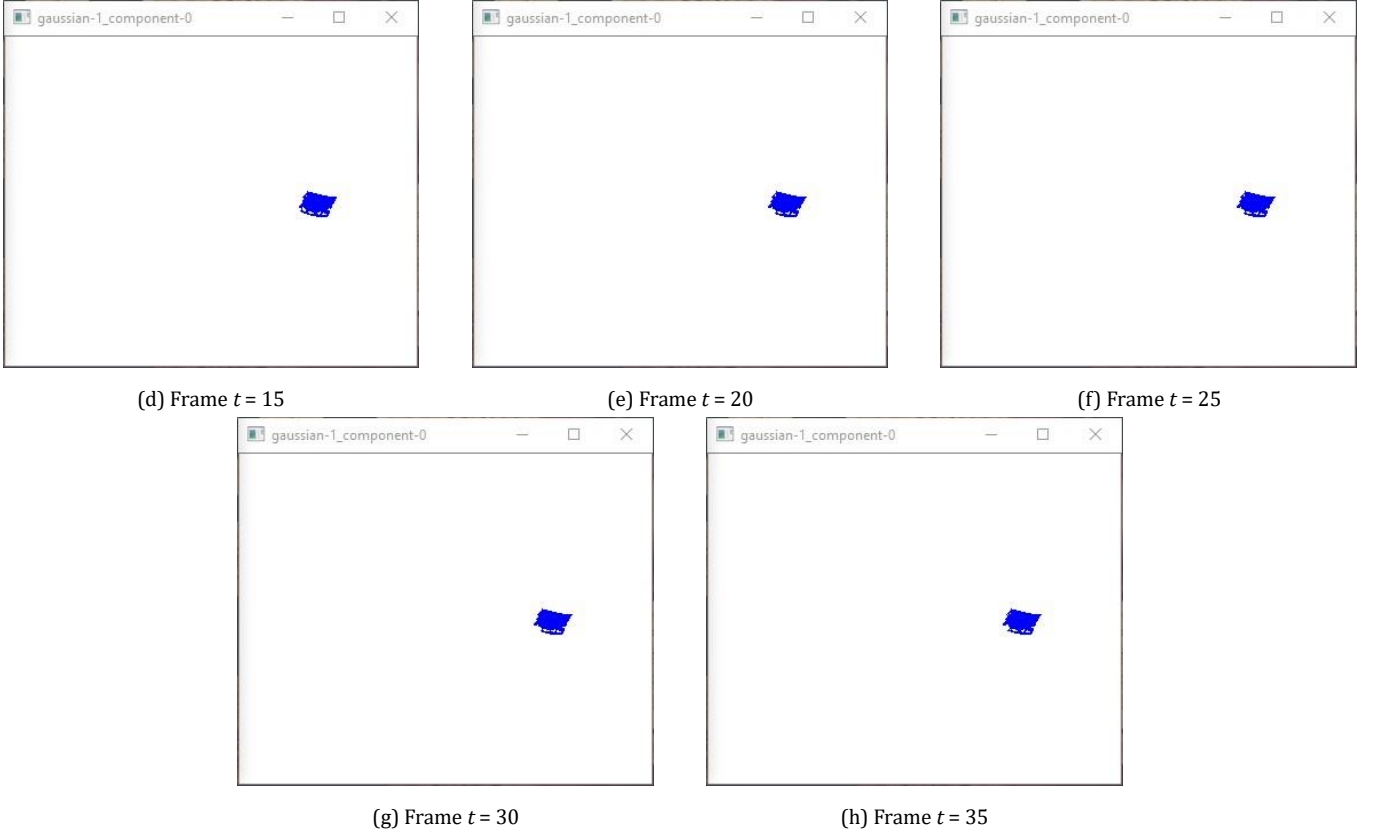 gaussian-1_component-0
gaussian-1_component-0
gaussian-1_component-0
(d) Frame t = 15
(e) Frame t = 20
(f) Frame t = 25
gaussian-1_component-0
gaussian-1_component-0
(g) Frame t = 30
(h) Frame t = 35